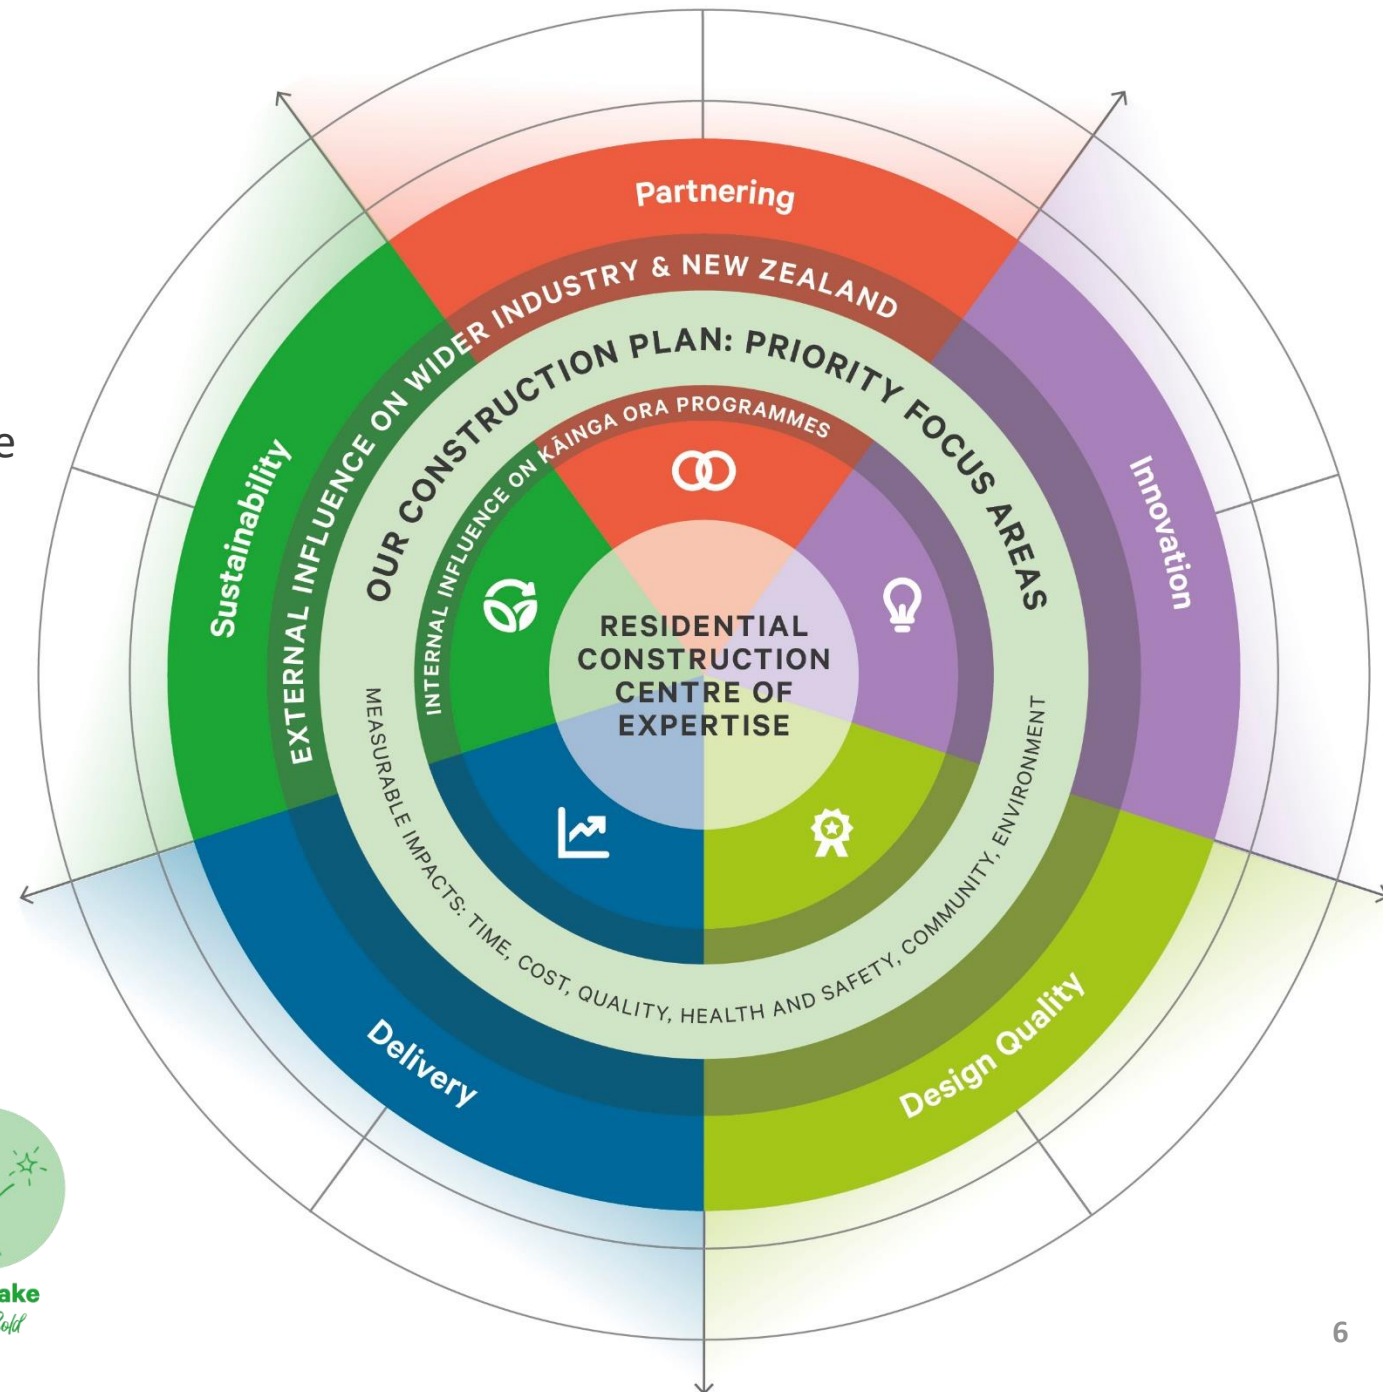 Partnering
EXTERNAL INFLUENCE ON WIDER INDUSTRY & NEW ZEALAND
OUR CONSTRUCTION PLAN: PRIORITY FOCUS AREAS
INTERNAL INFLUENCE ON KĀINGA ORA PROGRAMMES
Sustainability
Innovation
RESIDENTIAL
CONSTRUCTION
CENTRE OF
EXPERTISE
MEASURABLE IMPACTS: TIME, COST, QUALITY, HEALTH AND SAFETY, COMMUNITY, ENVIRONMENT
Delivery
Design Quality
6